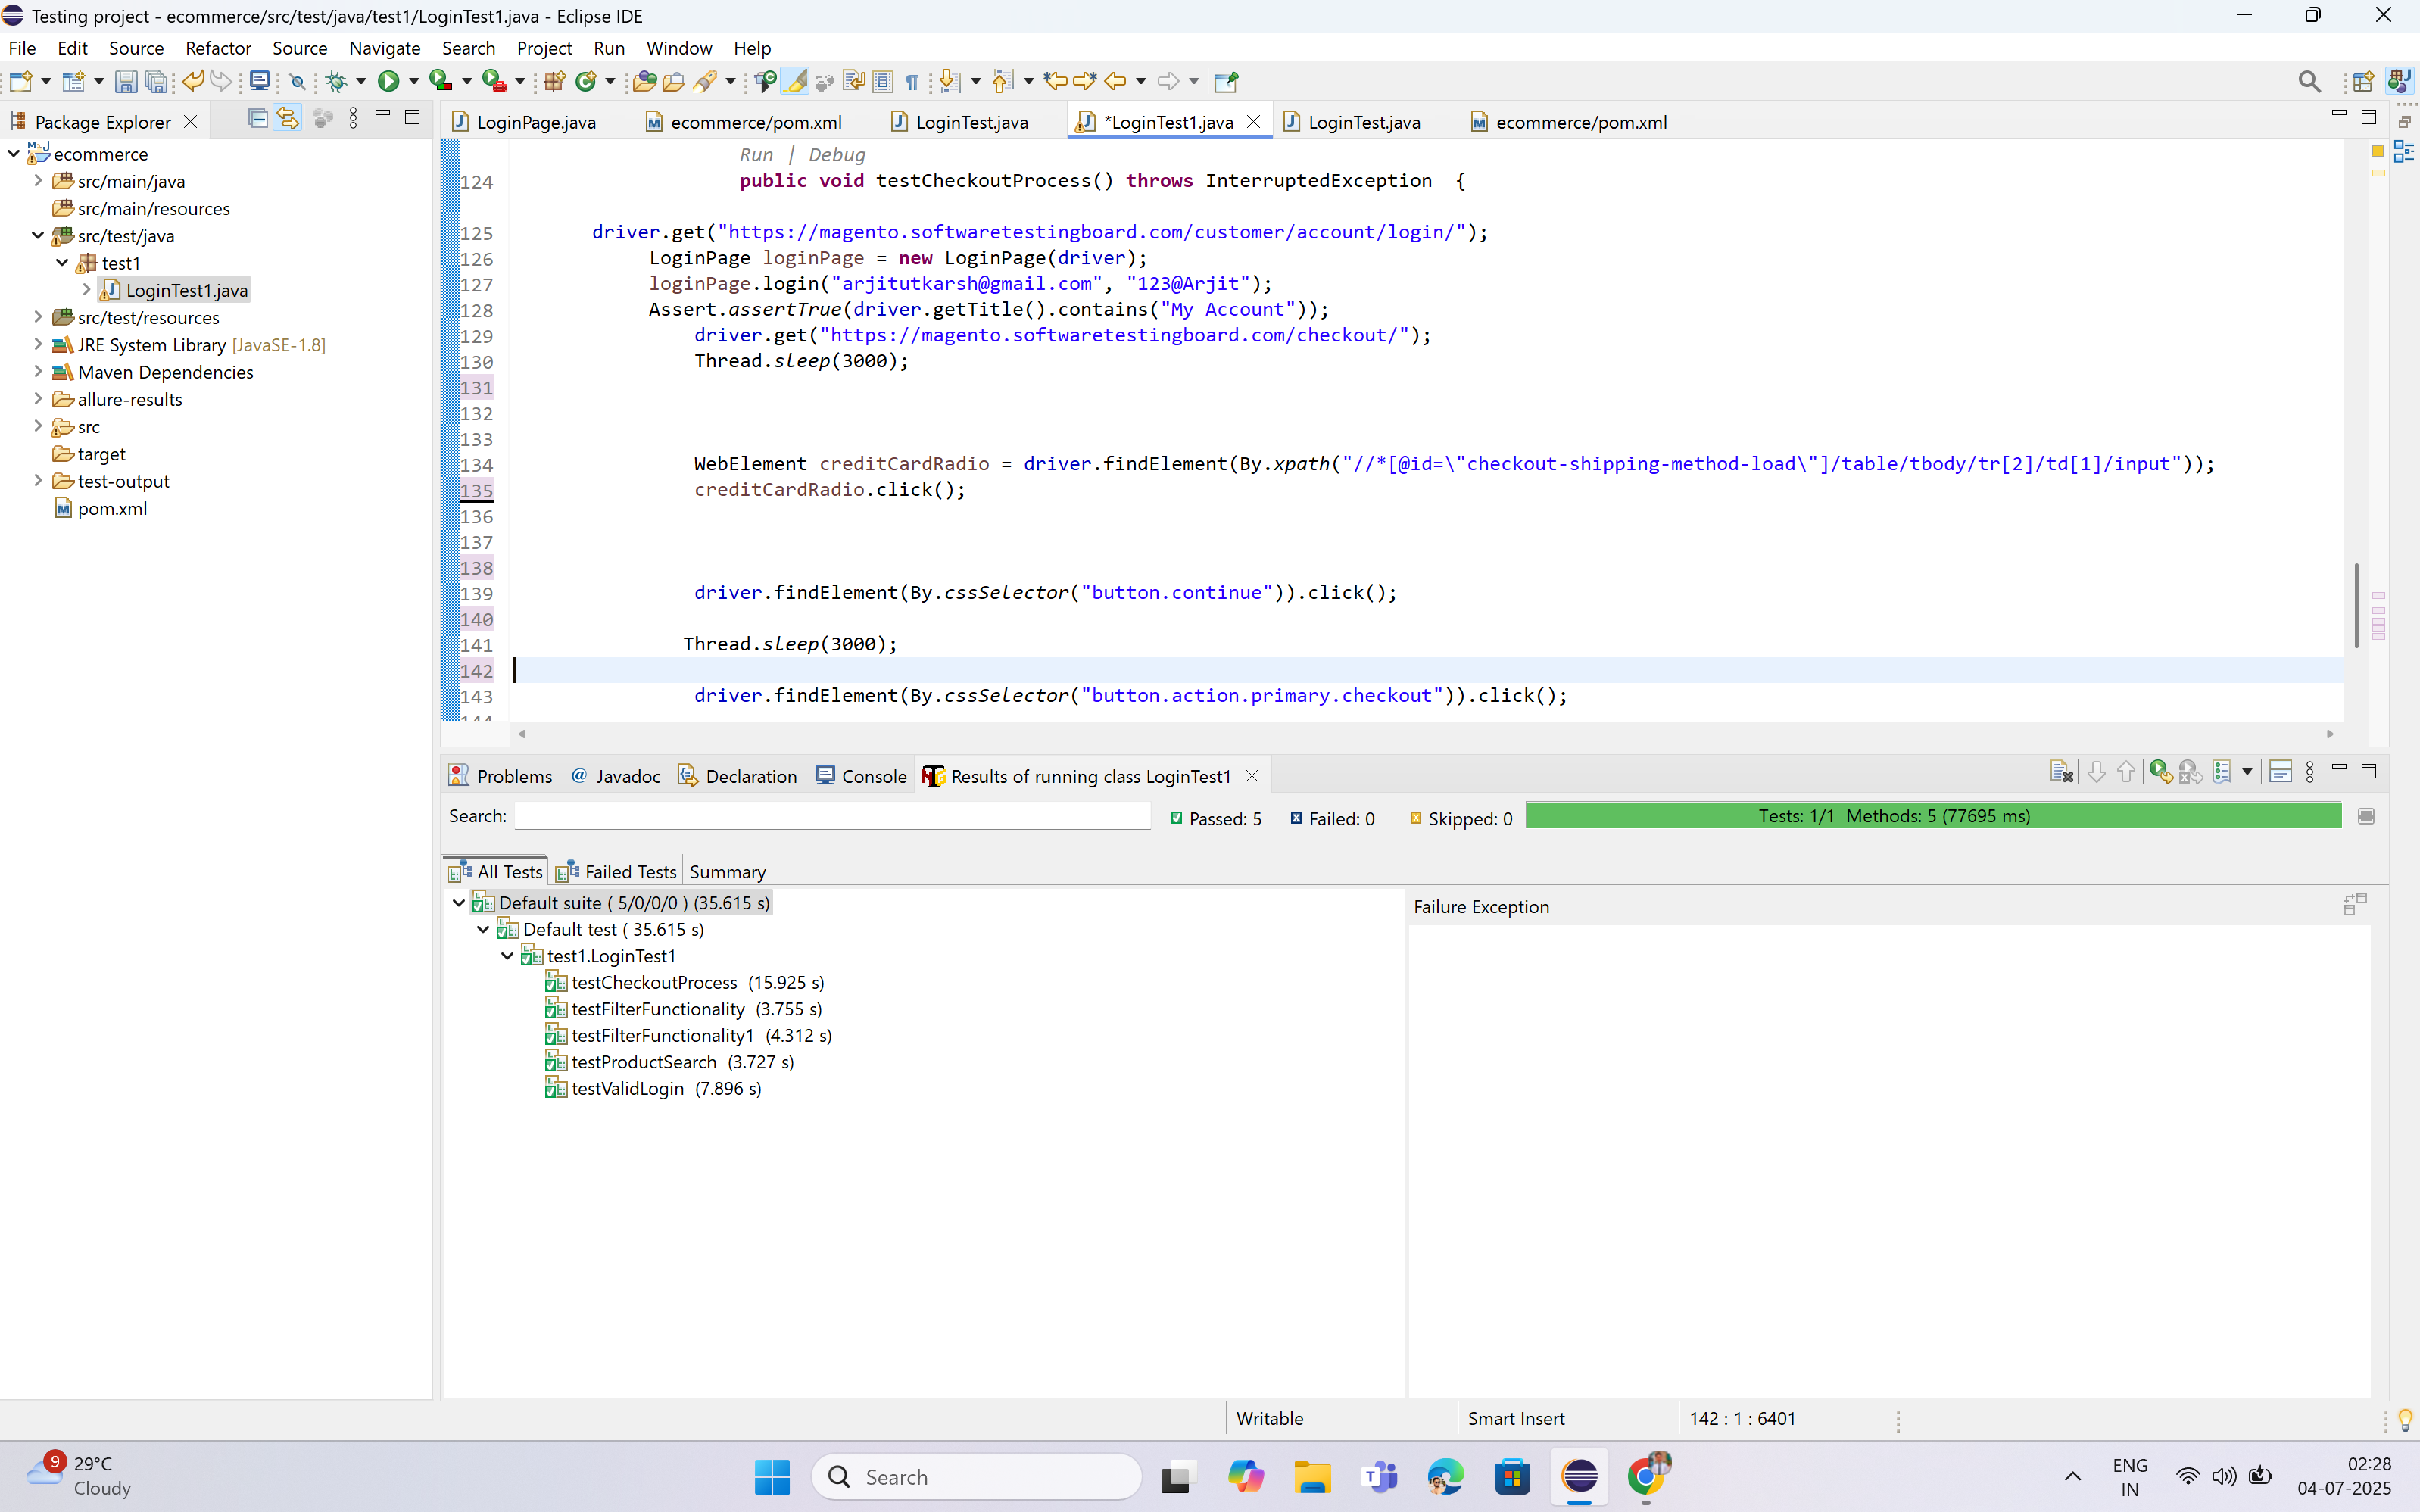 Testing project - ecommerce/src/test/java/test1/LoginTest1.java - Eclipse IDE
File Edit Source Refactor Source Navigate Search Project Run Window Help
Package Explorer
LoginPage.java ecommerce/pom.xml LoginTest.java *LoginTest1.java LoginTest.java ecommerce/pom.xml
ecommerce
src/main/java
src/main/resources
src/test/java
test1
LoginTest1.java
src/test/resources
JRE System Library [JavaSE-1.8]
Maven Dependencies
allure-results
src
target
test-output
pom.xml
Run | Debug
124 public void testCheckoutProcess() throws InterruptedException {
125 driver.get("https://magento.softwaretestingboard.com/customer/account/login/");
126 LoginPage loginPage = new LoginPage(driver);
127 loginPage.login("arjitutkarsh@gmail.com", "123@Arjit");
128 Assert.assertTrue(driver.getTitle().contains("My Account"));
129 driver.get("https://magento.softwaretestingboard.com/checkout/");
130 Thread.sleep(3000);
131
132
133
134 WebElement creditCardRadio = driver.findElement(By.xpath("//*[@id=\"checkout-shipping-method-load\"]/table/tbody/tr[2]/td[1]/input"));
135 creditCardRadio.click();
136
137
138
139 driver.findElement(By.cssSelector("button.continue")).click();
140
141 Thread.sleep(3000);
142
143 driver.findElement(By.cssSelector("button.action.primary.checkout")).click();
Problems Javadoc Declaration Console Results of running class LoginTest1
Search: Passed: 5 Failed: 0 Skipped: 0 Tests: 1/1 Methods: 5 (77695 ms)
All Tests Failed Tests Summary
Default suite ( 5/0/0/0 ) (35.615 s)
Default test ( 35.615 s)
test1.LoginTest1
testCheckoutProcess (15.925 s)
testFilterFunctionality (3.755 s)
testFilterFunctionality1 (4.312 s)
testProductSearch (3.727 s)
testValidLogin (7.896 s)
Failure Exception
Writable Smart Insert 142 : 1 : 6401
9
29°C
Cloudy
Search
ENG
IN
02:28
04-07-2025